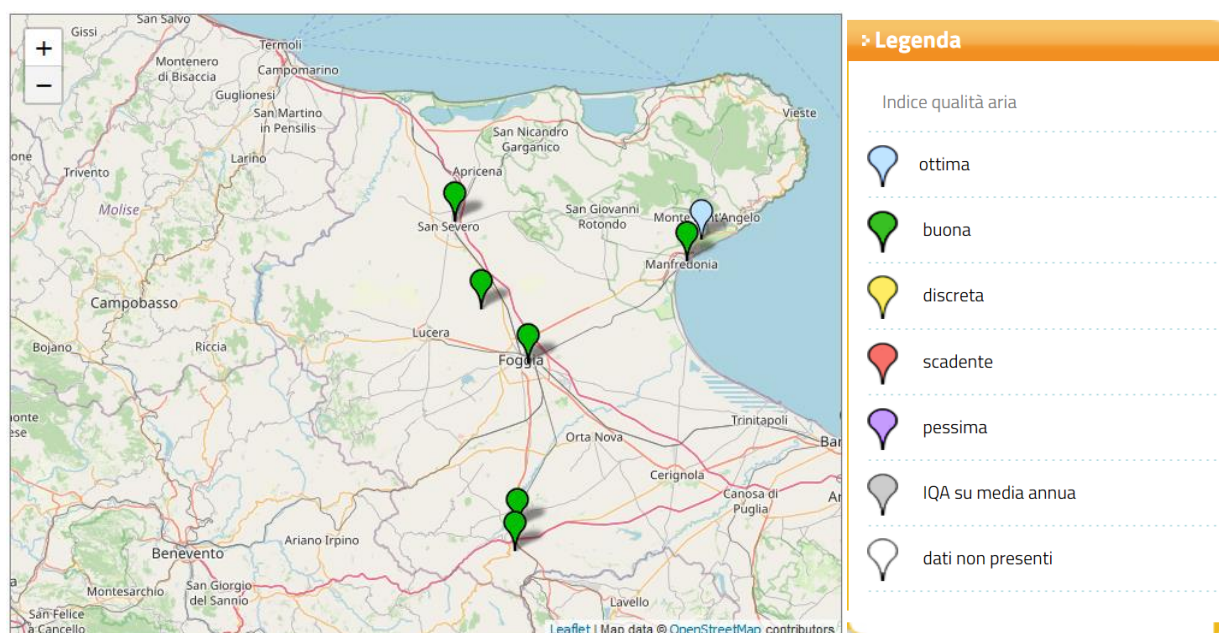 San Salvo
Gissi
Termoli
+
Montenero
di Bisaccia
Campomarino
−
Guglionesi
San Martino
in Pensilis
Vieste
San Nicandro
Garganico
Larino
Trivento
Apricena
Molise
San Giovanni
Rotondo
San Severo
Manfredonia
Campobasso
Lucera
Bojano
Riccia
Foggia
Trinitapoli
Orta Nova
Cerignola
Canosa di
Puglia
Ariano Irpino
Benevento
Montesarchio
San Giorgio
del Sannio
Lavello
San Felice
a Cancello
Leaflet | Map data © OpenStreetMap contributors
Legenda
Indice qualità aria
ottima
buona
discreta
scadente
pessima
IQA su media annua
dati non presenti